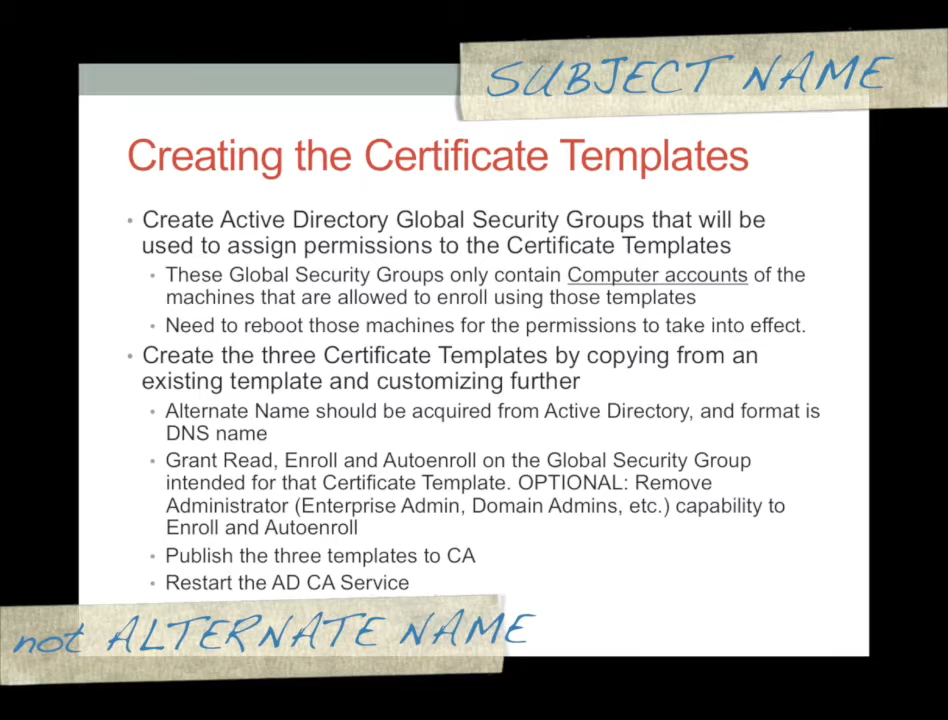 SUBJECT NAME
Creating the Certificate Templates
• Create Active Directory Global Security Groups that will be
used to assign permissions to the Certificate Templates
• These Global Security Groups only contain Computer accounts of the
machines that are allowed to enroll using those templates
• Need to reboot those machines for the permissions to take into effect.
• Create the three Certificate Templates by copying from an
existing template and customizing further
• Alternate Name should be acquired from Active Directory, and format is
DNS name
• Grant Read, Enroll and Autoenroll on the Global Security Group
intended for that Certificate Template. OPTIONAL: Remove
Administrator (Enterprise Admin, Domain Admins, etc.) capability to
Enroll and Autoenroll
• Publish the three templates to CA
• Restart the AD CA Service
not ALTERNATE NAME